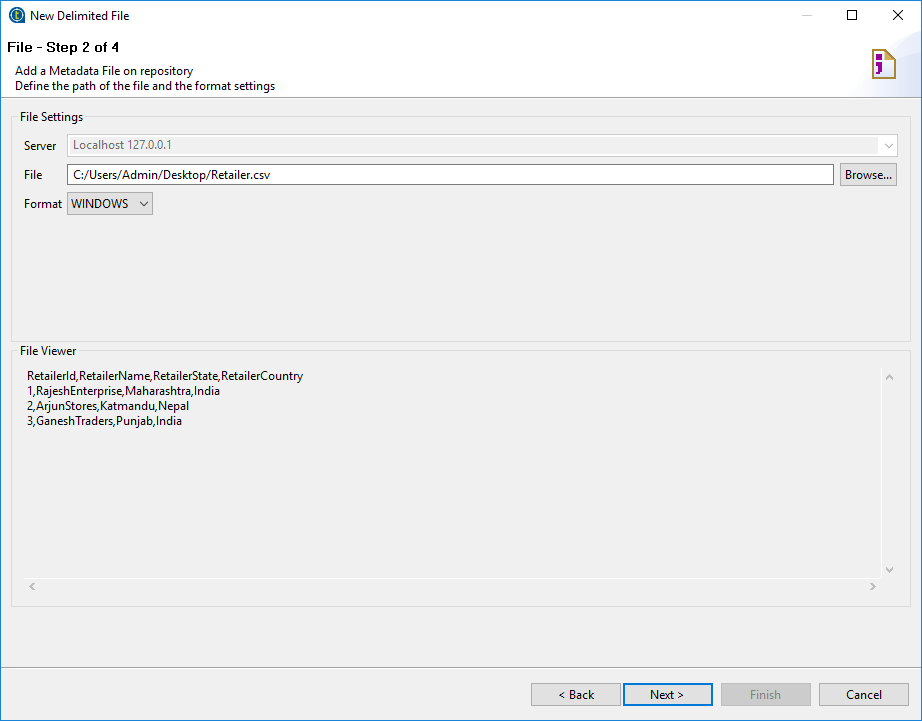 New Delimited File
File - Step 2 of 4
Add a Metadata File on repository
Define the path of the file and the format settings
File Settings
Server Localhost 127.0.0.1
File C:/Users/Admin/Desktop/Retailer.csv Browse...
Format WINDOWS
File Viewer
RetailerId,RetailerName,RetailerState,RetailerCountry
1,RajeshEnterprise,Maharashtra,India
2,ArjunStores,Katmandu,Nepal
3,GaneshTraders,Punjab,India
< Back Next > Finish Cancel